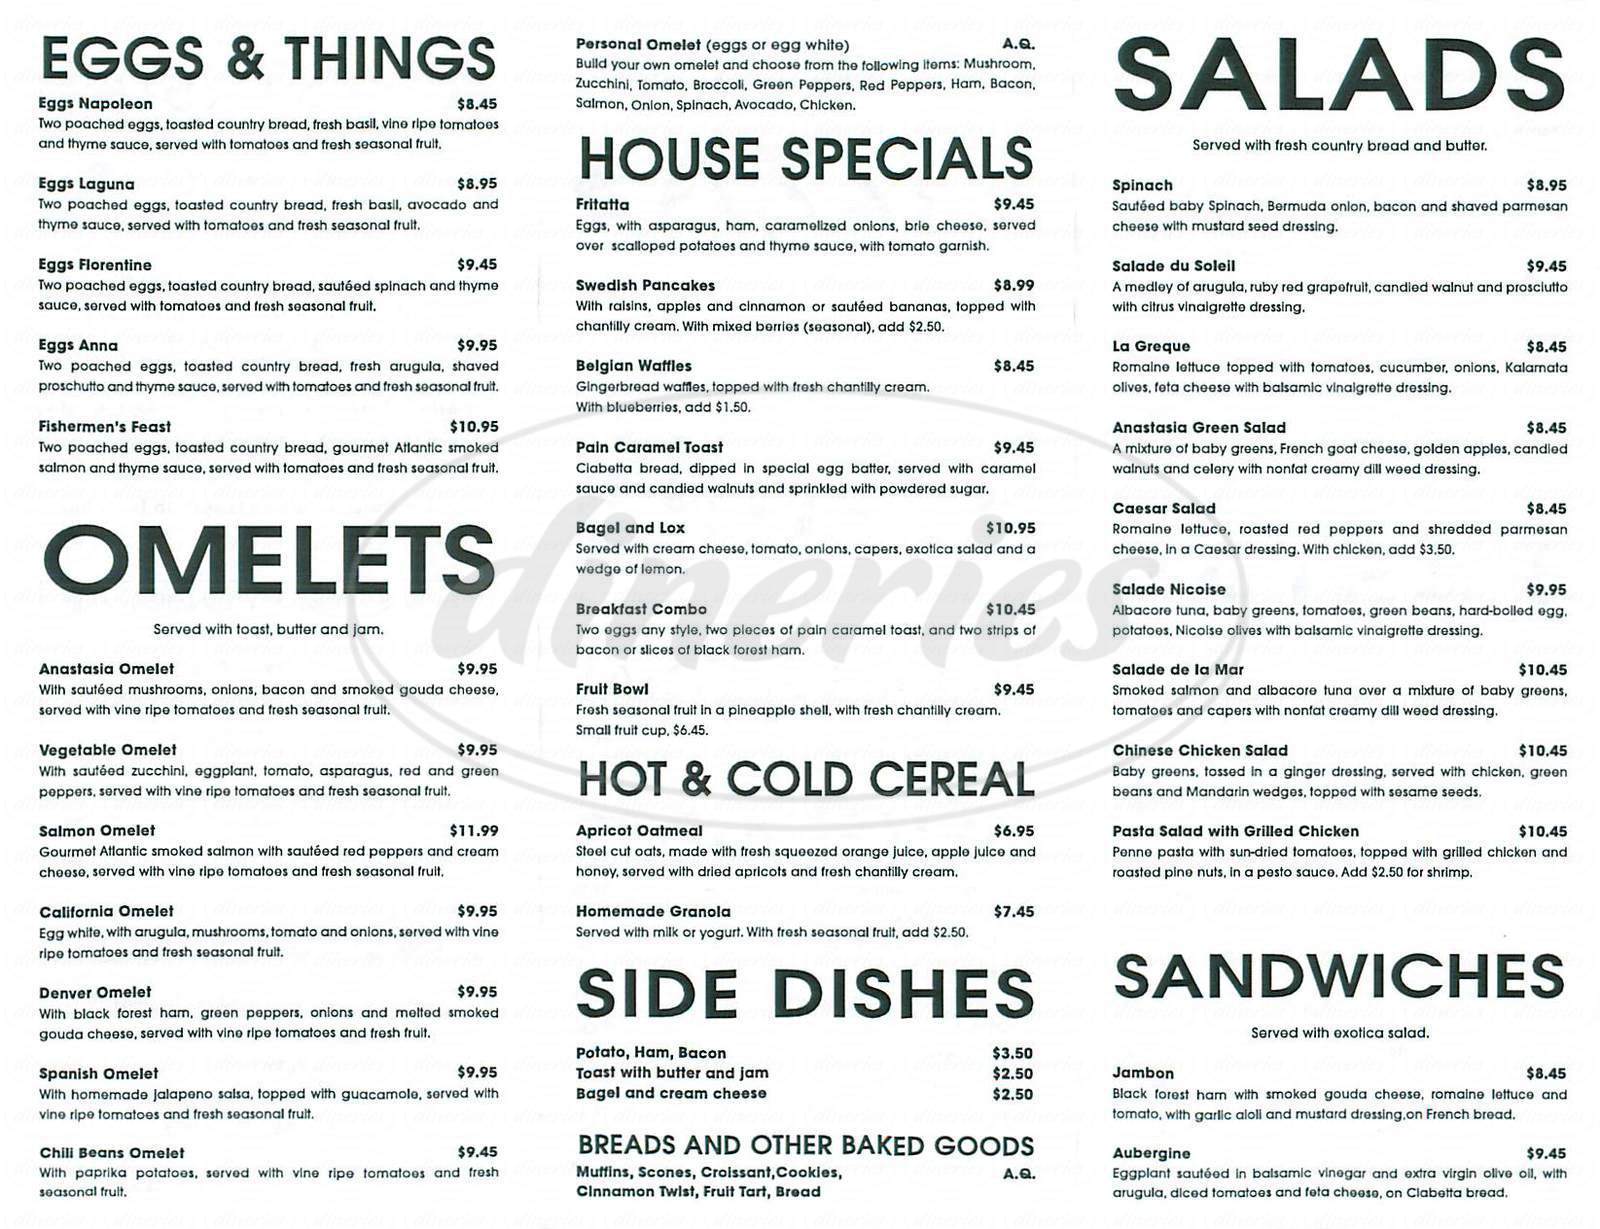 EGGS & THINGS
Eggs Napoleon $8.45
Two poached eggs, toasted country bread, fresh basil, vine ripe tomatoes
and thyme sauce, served with tomatoes and fresh seasonal fruit.
Eggs Laguna $8.95
Two poached eggs, toasted country bread, fresh basil, avocado and
thyme sauce, served with tomatoes and fresh seasonal fruit.
Eggs Florentine $9.45
Two poached eggs, toasted country bread, sautéed spinach and thyme
sauce, served with tomatoes and fresh seasonal fruit.
Eggs Anna $9.95
Two poached eggs, toasted country bread, fresh arugula, shaved
proschutto and thyme sauce, served with tomatoes and fresh seasonal fruit.
Fishermen's Feast $10.95
Two poached eggs, toasted country bread, gourmet Atlantic smoked
salmon and thyme sauce, served with tomatoes and fresh seasonal fruit.
OMELETS
Served with toast, butter and jam.
Anastasia Omelet $9.95
With sautéed mushrooms, onions, bacon and smoked gouda cheese,
served with vine ripe tomatoes and fresh seasonal fruit.
Vegetable Omelet $9.95
With sautéed zucchini, eggplant, tomato, asparagus, red and green
peppers, served with vine ripe tomatoes and fresh seasonal fruit.
Salmon Omelet $11.99
Gourmet Atlantic smoked salmon with sautéed red peppers and cream
cheese, served with vine ripe tomatoes and fresh seasonal fruit.
California Omelet $9.95
Egg white, with arugula, mushrooms, tomato and onions, served with vine
ripe tomatoes and fresh seasonal fruit.
Denver Omelet $9.95
With black forest ham, green peppers, onions and melted smoked
gouda cheese, served with vine ripe tomatoes and fresh fruit.
Spanish Omelet $9.95
With homemade jalapeno salsa, topped with guacamole, served with
vine ripe tomatoes and fresh seasonal fruit.
Chili Beans Omelet $9.45
With paprika potatoes, served with vine ripe tomatoes and fresh
seasonal fruit.
Personal Omelet (eggs or egg white) A.Q.
Build your own omelet and choose from the following items: Mushroom,
Zucchini, Tomato, Broccoli, Green Peppers, Red Peppers, Ham, Bacon,
Salmon, Onion, Spinach, Avocado, Chicken.
HOUSE SPECIALS
Fritatta $9.45
Eggs, with asparagus, ham, caramelized onions, brie cheese, served
over scalloped potatoes and thyme sauce, with tomato garnish.
Swedish Pancakes $8.99
With raisins, apples and cinnamon or sautéed bananas, topped with
chantilly cream. With mixed berries (seasonal), add $2.50.
Belgian Waffles $8.45
Gingerbread waffles, topped with fresh chantilly cream.
With blueberries, add $1.50.
Pain Caramel Toast $9.45
Ciabetta bread, dipped in special egg batter, served with caramel
sauce and candied walnuts and sprinkled with powdered sugar.
Bagel and Lox $10.95
Served with cream cheese, tomato, onions, capers, exotica salad and a
wedge of lemon.
Breakfast Combo $10.45
Two eggs any style, two pieces of pain caramel toast, and two strips of
bacon or slices of black forest ham.
Fruit Bowl $9.45
Fresh seasonal fruit in a pineapple shell, with fresh chantilly cream.
Small fruit cup, $6.45.
HOT & COLD CEREAL
Apricot Oatmeal $6.95
Steel cut oats, made with fresh squeezed orange juice, apple juice and
honey, served with dried apricots and fresh chantilly cream.
Homemade Granola $7.45
Served with milk or yogurt. With fresh seasonal fruit, add $2.50.
SIDE DISHES
Potato, Ham, Bacon $3.50
Toast with butter and jam $2.50
Bagel and cream cheese $2.50
BREADS AND OTHER BAKED GOODS
Muffins, Scones, Croissant,Cookies, A.Q.
Cinnamon Twist, Fruit Tart, Bread
SALADS
Served with fresh country bread and butter.
Spinach $8.95
Sautéed baby Spinach, Bermuda onion, bacon and shaved parmesan
cheese with mustard seed dressing.
Salade du Soleil $9.45
A medley of arugula, ruby red grapefruit, candied walnut and prosciutto
with citrus vinaigrette dressing.
La Greque $8.45
Romaine lettuce topped with tomatoes, cucumber, onions, Kalamata
olives, feta cheese with balsamic vinaigrette dressing.
Anastasia Green Salad $8.45
A mixture of baby greens, French goat cheese, golden apples, candied
walnuts and celery with nonfat creamy dill weed dressing.
Caesar Salad $8.45
Romaine lettuce, roasted red peppers and shredded parmesan
cheese, in a Caesar dressing. With chicken, add $3.50.
Salade Nicoise $9.95
Albacore tuna, baby greens, tomatoes, green beans, hard-boiled egg,
potatoes, Nicoise olives with balsamic vinaigrette dressing.
Salade de la Mar $10.45
Smoked salmon and albacore tuna over a mixture of baby greens,
tomatoes and capers with nonfat creamy dill weed dressing.
Chinese Chicken Salad $10.45
Baby greens, tossed in a ginger dressing, served with chicken, green
beans and Mandarin wedges, topped with sesame seeds.
Pasta Salad with Grilled Chicken $10.45
Penne pasta with sun-dried tomatoes, topped with grilled chicken and
roasted pine nuts, in a pesto sauce. Add $2.50 for shrimp.
SANDWICHES
Served with exotica salad.
Jambon $8.45
Black forest ham with smoked gouda cheese, romaine lettuce and
tomato, with garlic aioli and mustard dressing,on French bread.
Aubergine $9.45
Eggplant sautéed in balsamic vinegar and extra virgin olive oil, with
arugula, diced tomatoes and feta cheese, on Ciabetta bread.
dineries